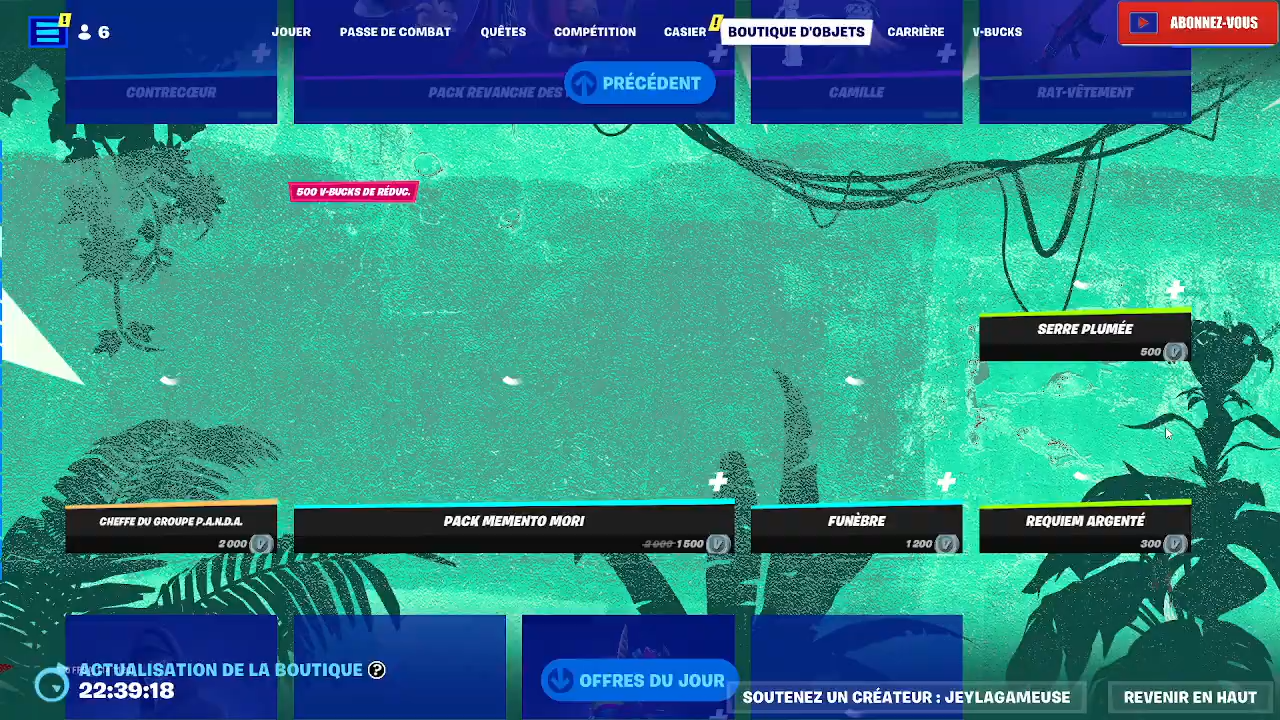 6
JOUER
PASSE DE COMBAT
QUÊTES
COMPÉTITION
CASIER
BOUTIQUE D'OBJETS
CARRIÈRE
V-BUCKS
ABONNEZ-VOUS
CONTRECŒUR
PACK REVANCHE DES
PRÉCÉDENT
CAMILLE
RAT-VÊTEMENT
500 V-BUCKS DE RÉDUC.
SERRE PLUMÉE
500
CHEFFE DU GROUPE P.A.N.D.A.
2 000
PACK MEMENTO MORI
2 000 1 500
FUNÈBRE
1 200
REQUIEM ARGENTÉ
300
ACTUALISATION DE LA BOUTIQUE ?
22:39:18
OFFRES DU JOUR
SOUTENEZ UN CRÉATEUR : JEYLAGAMEUSE
REVENIR EN HAUT